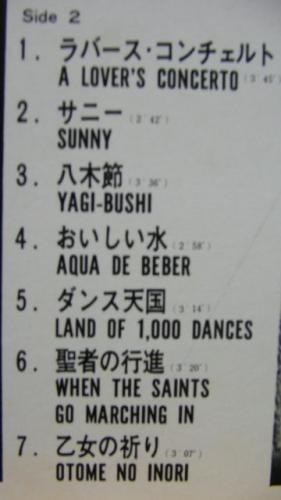 Side 2
1. ラバース・コンチェルト
A LOVER'S CONCERTO (3′45″)
2. サニー (2′42″)
SUNNY
3. 八木節 (3′36″)
YAGI-BUSHI
4. おいしい水 (2′58″)
AQUA DE BEBER
5. ダンス天国 (3′14″)
LAND OF 1,000 DANCES
6. 聖者の行進 (3′20″)
WHEN THE SAINTS
GO MARCHING IN
7. 乙女の祈り (3′07″)
OTOME NO INORI